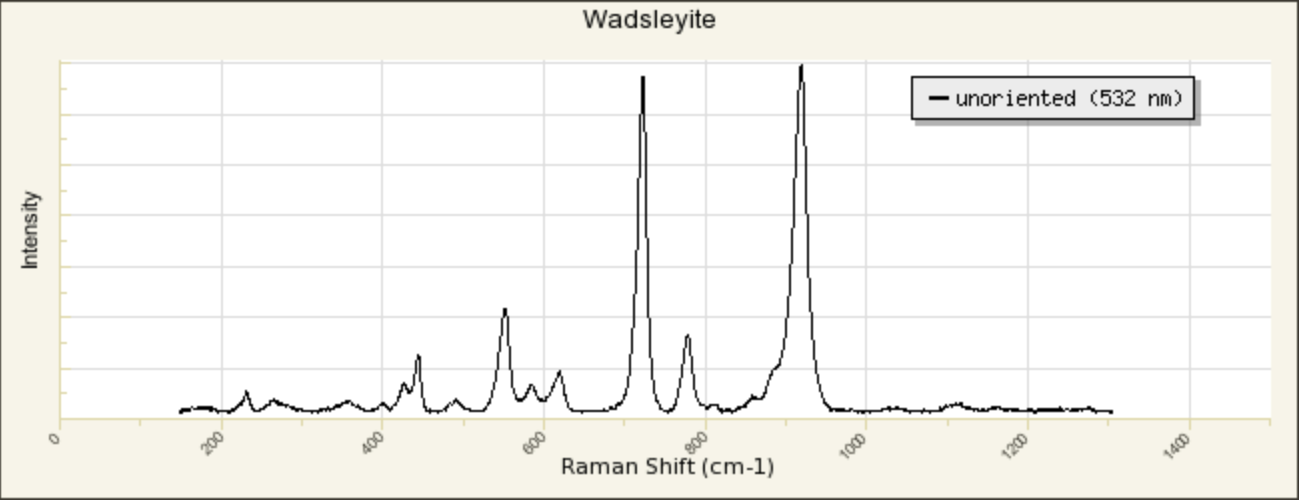 Wadsleyite
unoriented (532 nm)
Intensity
0
200
400
600
800
1000
1200
1400
Raman Shift (cm-1)